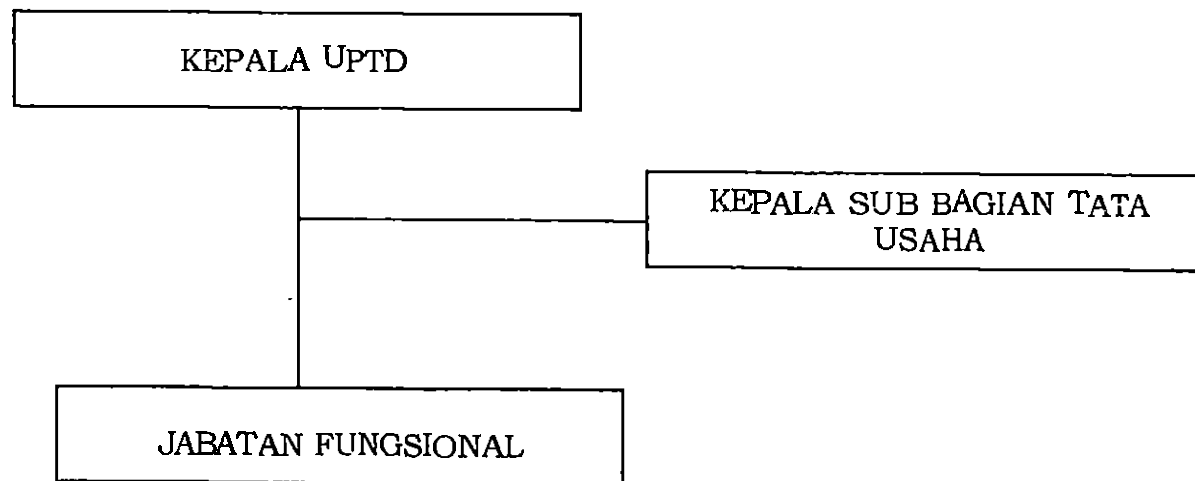 KEPALA UPTD
KEPALA SUB BAGIAN TATA
USAHA
JABATAN FUNGSIONAL